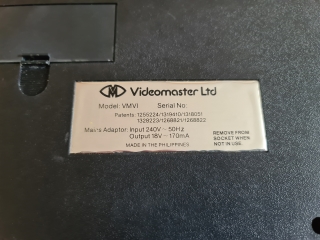 Videomaster Ltd
Model: VMVI Serial No:
Patents: 1255224/1319410/1318051
1328223/1268821/1268822
Mains Adaptor: Input 240V ~ 50Hz
Output 18V ~ 170mA
REMOVE FROM
SOCKET WHEN
NOT IN USE.
MADE IN THE PHILIPPINES